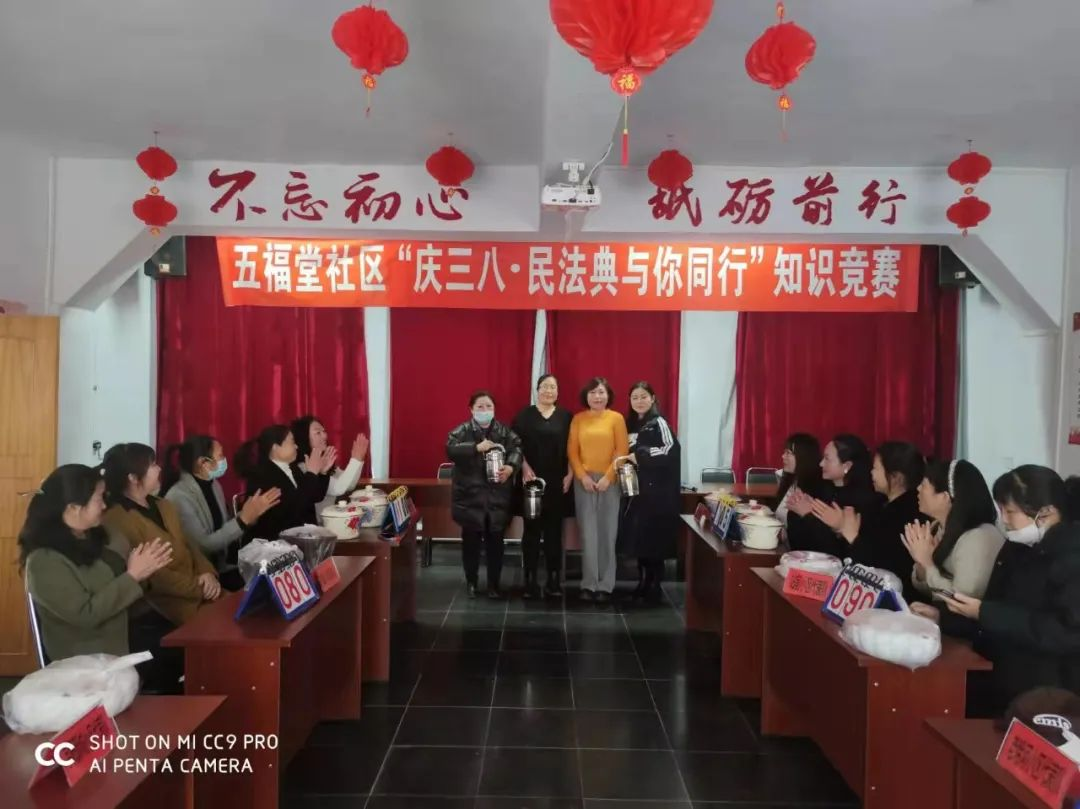 福 福 福
不忘初心 砥砺前行
五福堂社区“庆三八·民法典与你同行”知识竞赛
080
090
SHOT ON MI CC9 PRO
AI PENTA CAMERA